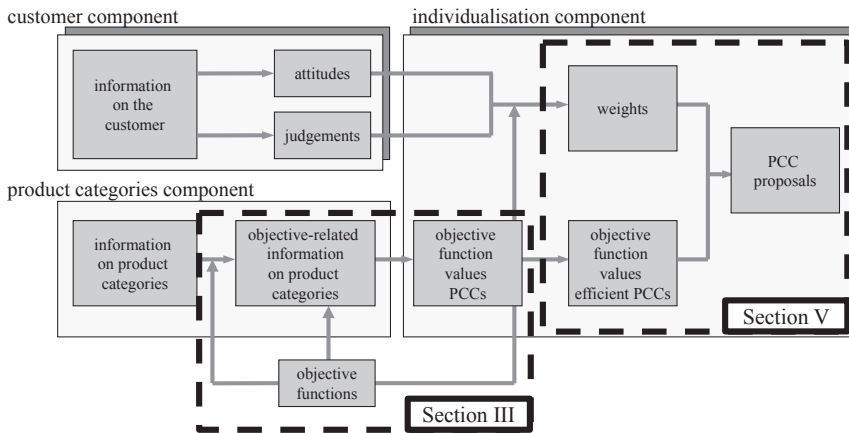 customer component
individualisation component
information
on the
customer
attitudes
judgements
weights
PCC
proposals
product categories component
information
on product
categories
objective-related
information
on product
categories
objective
function
values
PCCs
objective
function
values
efficient PCCs
Section V
objective
functions
Section III